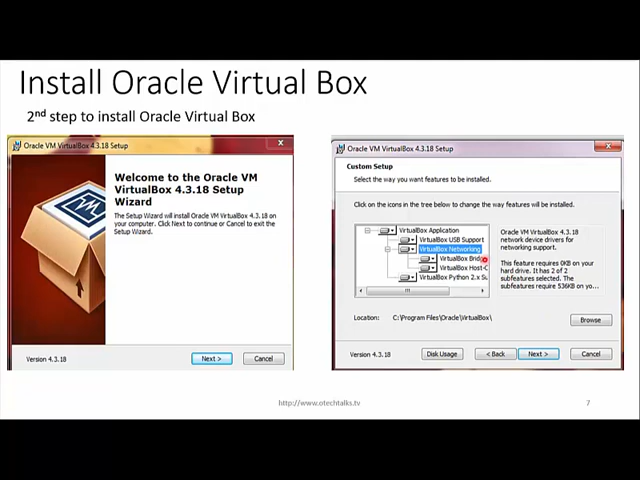 Install Oracle Virtual Box
2nd step to install Oracle Virtual Box
Oracle VM VirtualBox 4.3.18 Setup
Welcome to the Oracle VM
VirtualBox 4.3.18 Setup
Wizard
The Setup Wizard will install Oracle VM VirtualBox 4.3.18 on
your computer. Click Next to continue or Cancel to exit the
Setup Wizard.
Version 4.3.18
Next >
Cancel
Oracle VM VirtualBox 4.3.18 Setup
Custom Setup
Select the way you want features to be installed.
Click on the icons in the tree below to change the way features will be installed.
VirtualBox Application
VirtualBox USB Support
VirtualBox Networking
VirtualBox Bridg
VirtualBox Host-C
VirtualBox Python 2.x Su
Oracle VM VirtualBox 4.3.18
network device drivers for
networking support.
This feature requires 0KB on your
hard drive. It has 2 of 2
subfeatures selected. The
subfeatures require 536KB on yo...
Location: C:\Program Files\Oracle\VirtualBox\
Browse
Version 4.3.18
Disk Usage
< Back
Next >
Cancel
http://www.otechtalks.tv
7